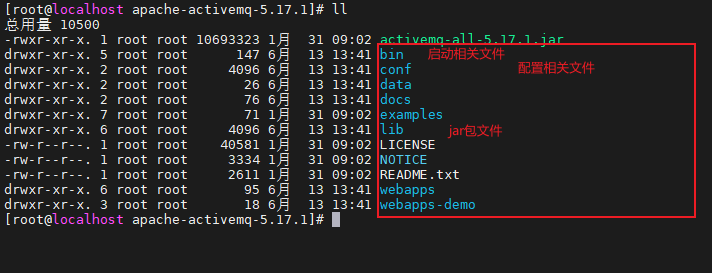 [root@localhost apache-activemq-5.17.1]# ll
总用量 10500
-rwxr-xr-x. 1 root root 10693323 1月  31 09:02 activemq-all-5.17.1.jar
drwxr-xr-x. 5 root root      147 6月  13 13:41 bin 启动相关文件
drwxr-xr-x. 2 root root     4096 6月  13 13:41 conf 配置相关文件
drwxr-xr-x. 2 root root       26 6月  13 13:41 data
drwxr-xr-x. 2 root root       76 6月  13 13:41 docs
drwxr-xr-x. 7 root root       71 1月  31 09:02 examples
drwxr-xr-x. 6 root root     4096 6月  13 13:41 lib jar包文件
-rw-r--r--. 1 root root    40581 1月  31 09:02 LICENSE
-rw-r--r--. 1 root root     3334 1月  31 09:02 NOTICE
-rw-r--r--. 1 root root     2611 1月  31 09:02 README.txt
drwxr-xr-x. 6 root root       95 6月  13 13:41 webapps
drwxr-xr-x. 3 root root       18 6月  13 13:41 webapps-demo
[root@localhost apache-activemq-5.17.1]#